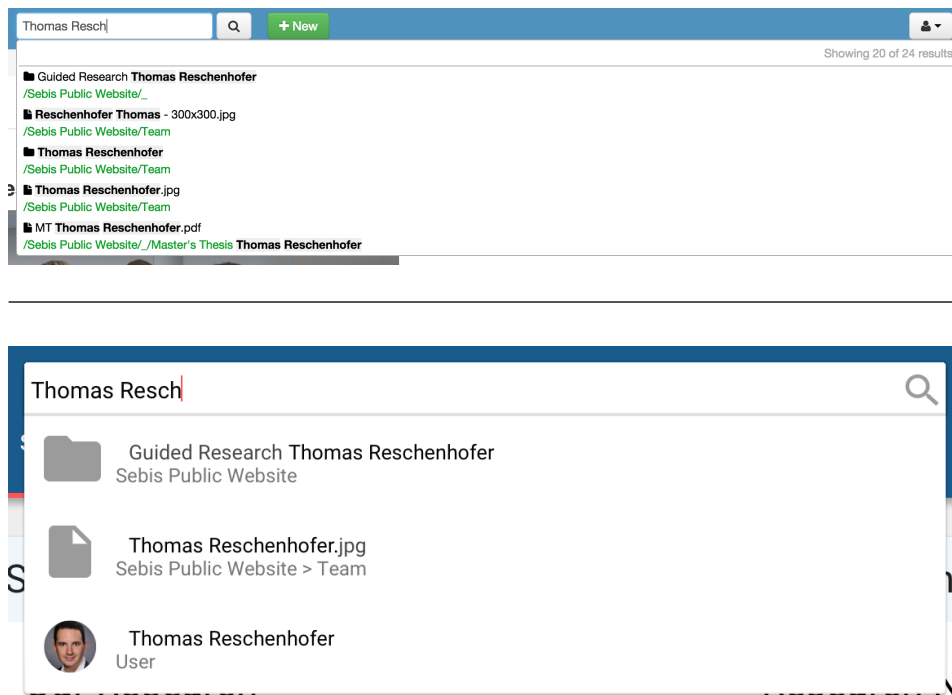 Thomas Resch
+ New
Showing 20 of 24 results
Guided Research Thomas Reschenhofer
/Sebis Public Website/_
Reschenhofer Thomas - 300x300.jpg
/Sebis Public Website/Team
Thomas Reschenhofer
/Sebis Public Website/Team
Thomas Reschenhofer.jpg
/Sebis Public Website/Team
MT Thomas Reschenhofer.pdf
/Sebis Public Website/_/Master's Thesis Thomas Reschenhofer
Thomas Resch
Guided Research Thomas Reschenhofer
Sebis Public Website
Thomas Reschenhofer.jpg
Sebis Public Website > Team
Thomas Reschenhofer
User